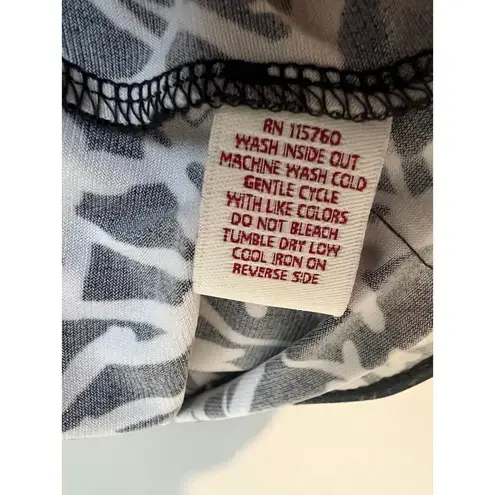 RN 115760
WASH INSIDE OUT
MACHINE WASH COLD
GENTLE CYCLE
WITH LIKE COLORS
DO NOT BLEACH
TUMBLE DRY LOW
COOL IRON ON
REVERSE SIDE